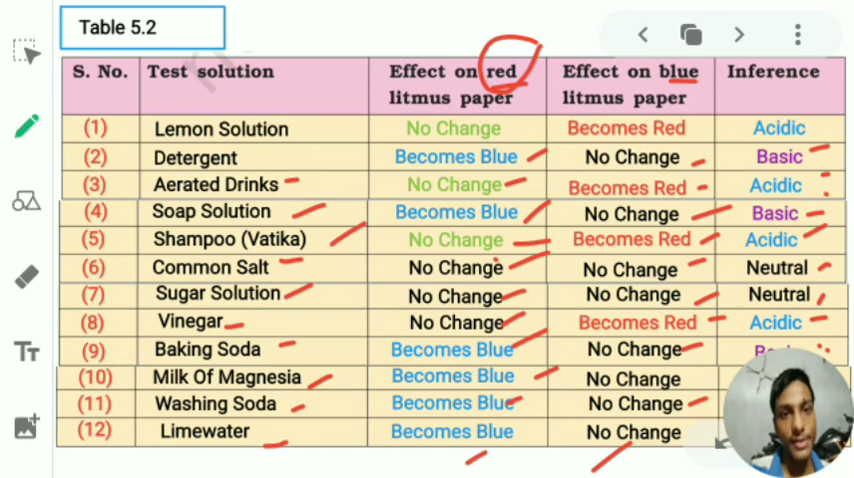 Table 5.2
S. No. Test solution Effect on red litmus paper Effect on blue litmus paper Inference
(1) Lemon Solution No Change Becomes Red Acidic
(2) Detergent Becomes Blue No Change Basic
(3) Aerated Drinks No Change Becomes Red Acidic
(4) Soap Solution Becomes Blue No Change Basic
(5) Shampoo (Vatika) No Change Becomes Red Acidic
(6) Common Salt No Change No Change Neutral
(7) Sugar Solution No Change No Change Neutral
(8) Vinegar No Change Becomes Red Acidic
(9) Baking Soda Becomes Blue No Change
(10) Milk Of Magnesia Becomes Blue No Change
(11) Washing Soda Becomes Blue No Change
(12) Limewater Becomes Blue No Change
TT